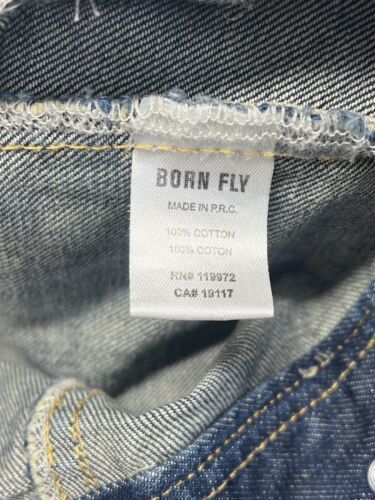 BORN FLY
MADE IN P.R.C.
100% COTTON
100% COTON
RN# 119972
CA# 19117